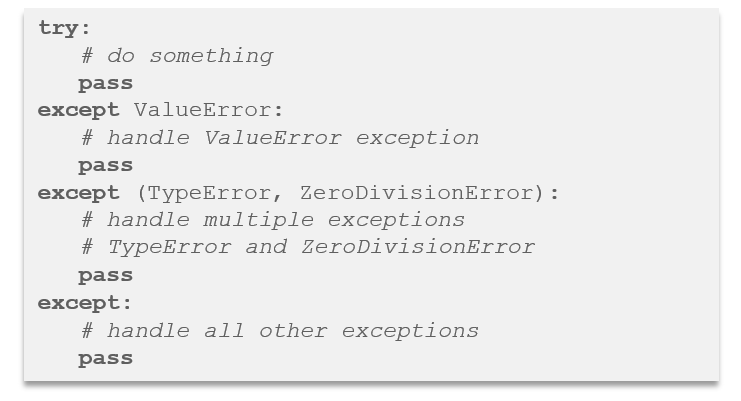 try:
    # do something
    pass
except ValueError:
    # handle ValueError exception
    pass
except (TypeError, ZeroDivisionError):
    # handle multiple exceptions
    # TypeError and ZeroDivisionError
    pass
except:
    # handle all other exceptions
    pass